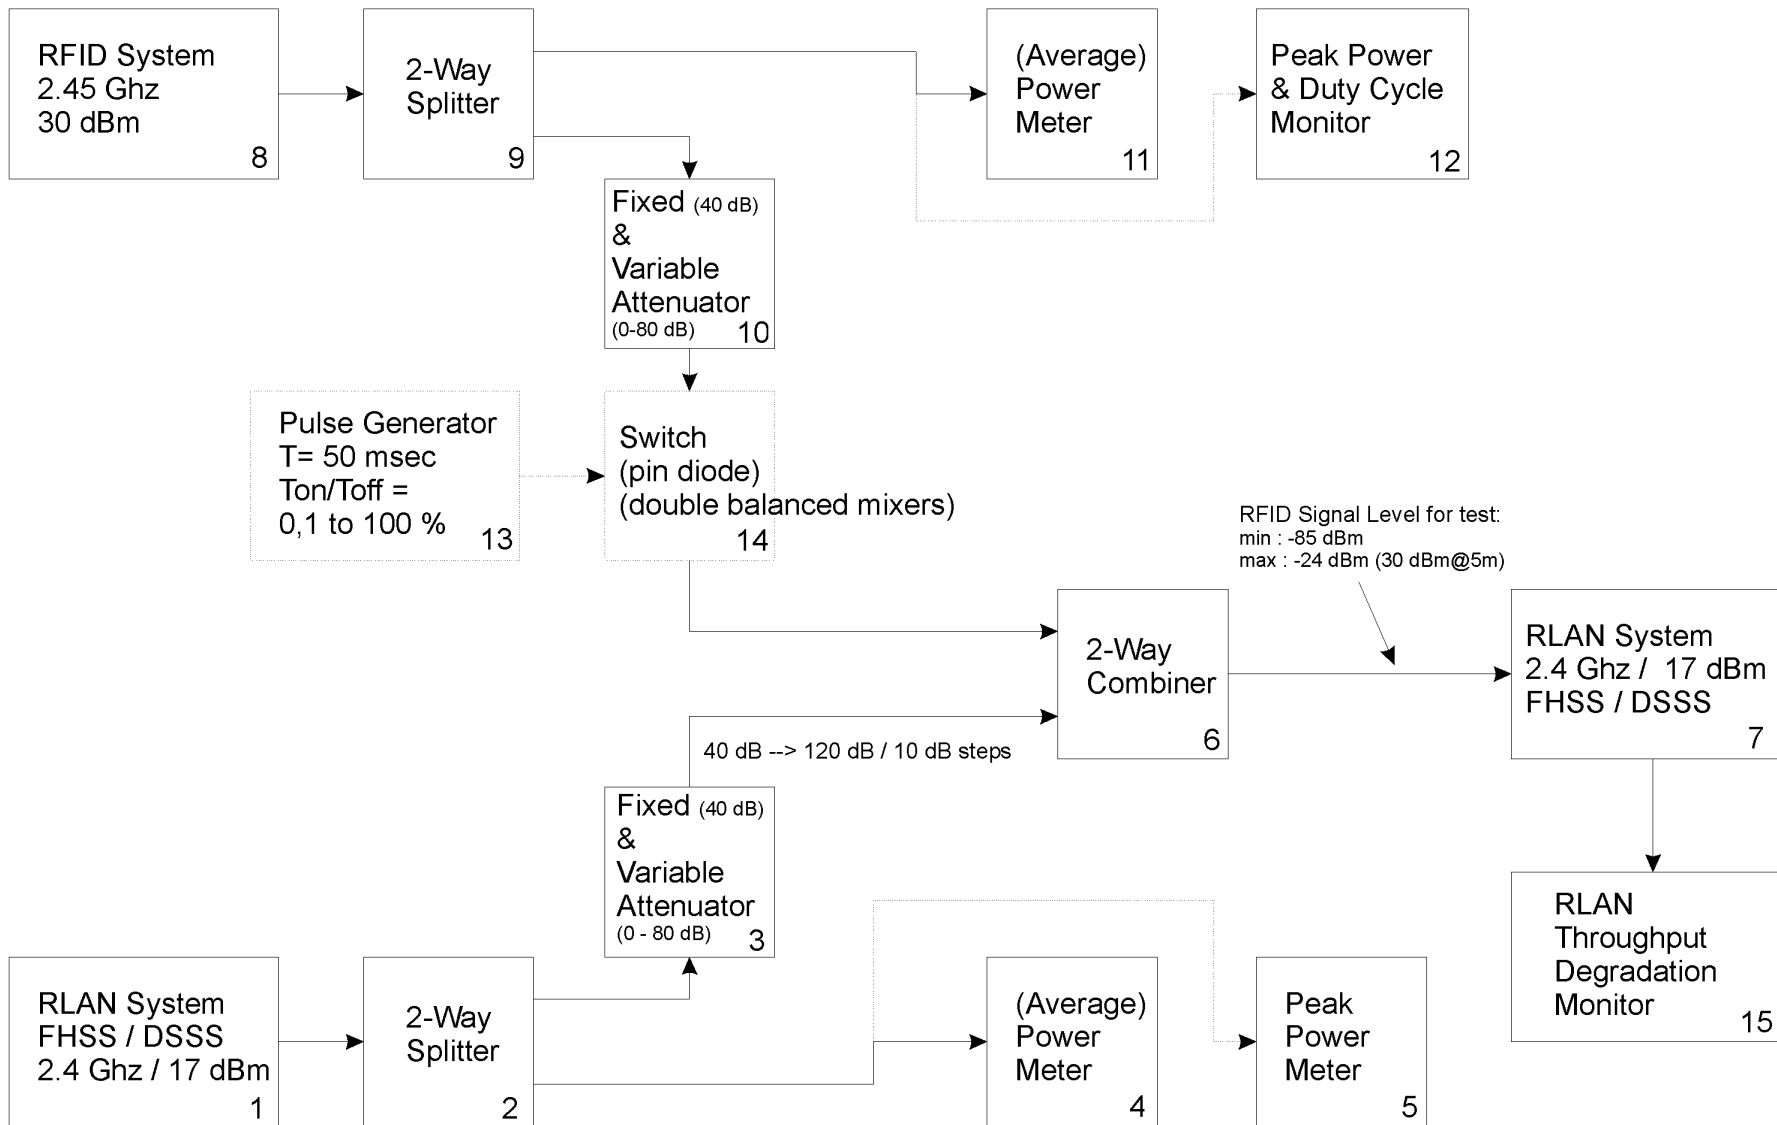 RFID System
2.45 Ghz
30 dBm
8
2-Way
Splitter
9
(Average)
Power
Meter
11
Peak Power
& Duty Cycle
Monitor
12
Fixed (40 dB)
&
Variable
Attenuator
(0-80 dB) 10
Pulse Generator
T= 50 msec
Ton/Toff =
0,1 to 100 %
13
Switch
(pin diode)
(double balanced mixers)
14
RFID Signal Level for test:
min : -85 dBm
max : -24 dBm (30 dBm@5m)
2-Way
Combiner
6
RLAN System
2.4 Ghz / 17 dBm
FHSS / DSSS
7
40 dB --> 120 dB / 10 dB steps
Fixed (40 dB)
&
Variable
Attenuator
(0 - 80 dB) 3
RLAN
Throughput
Degradation
Monitor
15
RLAN System
FHSS / DSSS
2.4 Ghz / 17 dBm
1
2-Way
Splitter
2
(Average)
Power
Meter
4
Peak
Power
Meter
5